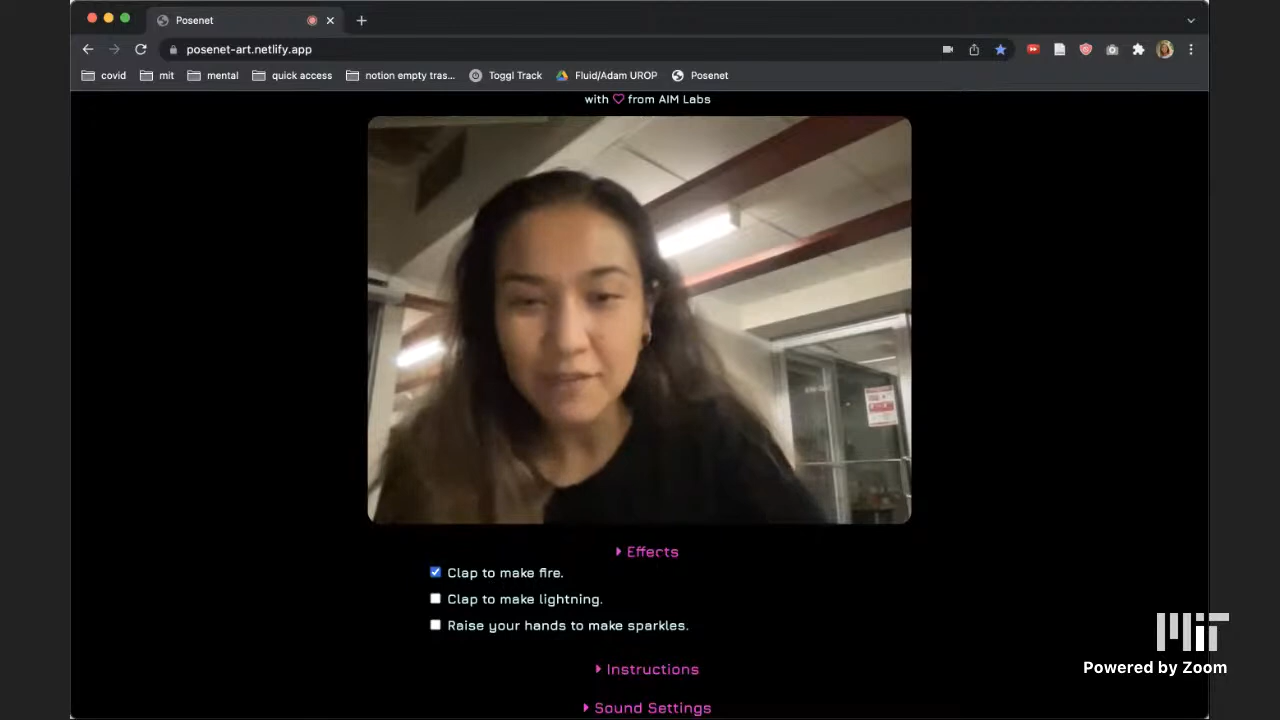 Posenet
posenet-art.netlify.app
covid mit mental quick access notion empty tras... Toggl Track Fluid/Adam UROP Posenet
with from AIM Labs
Effects
Clap to make fire.
Clap to make lightning.
Raise your hands to make sparkles.
Instructions
Sound Settings
MIT
Powered by Zoom